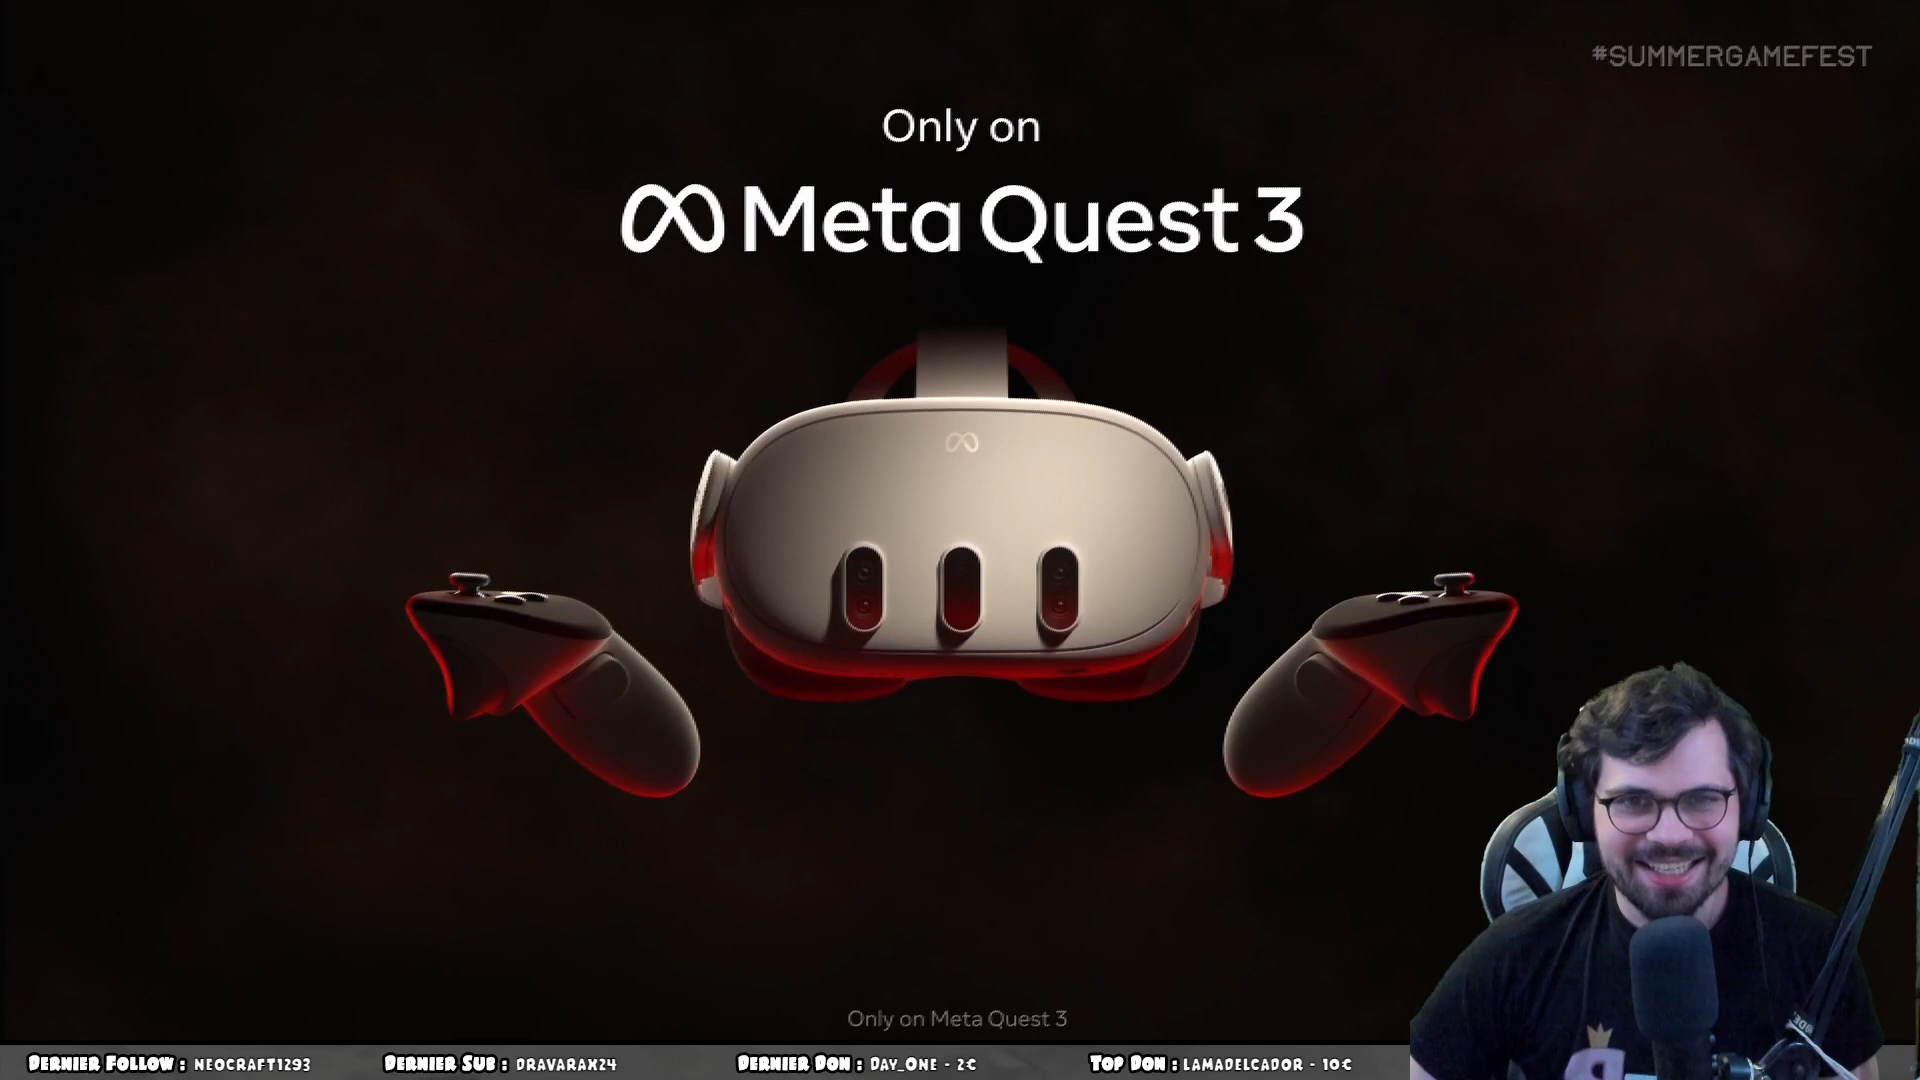 #SUMMERGAMEFEST
Only on
Meta Quest 3
Only on Meta Quest 3
DERNIER FOLLOW : NEOCRAFT1293 DERNIER SUB : DRAVARAX24 DERNIER DON : DAY_ONE - 2€ TOP DON : LAMADELCADOR - 10€